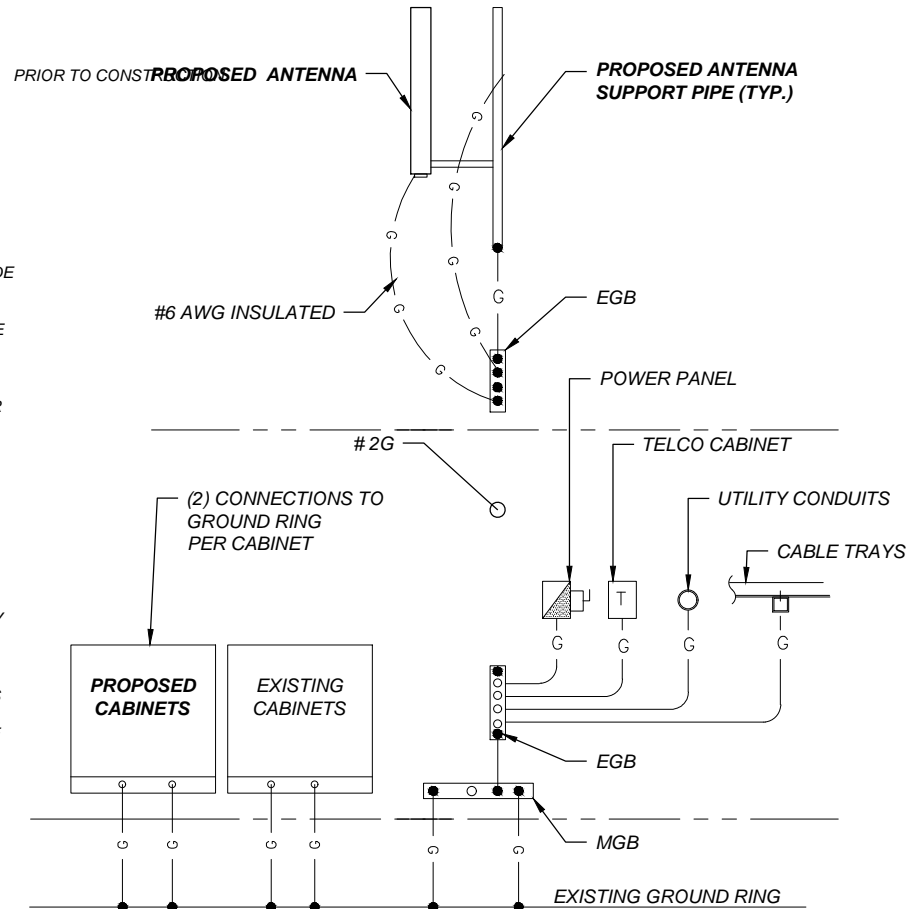 PRIOR TO CONSTRUCTION
PROPOSED ANTENNA
PROPOSED ANTENNA
SUPPORT PIPE (TYP.)
G
G
G
G
G
G
G
G
G
DE
E
#6 AWG INSULATED
EGB
POWER PANEL
# 2G
TELCO CABINET
(2) CONNECTIONS TO
GROUND RING
PER CABINET
UTILITY CONDUITS
CABLE TRAYS
T
G
G
G
G
PROPOSED
CABINETS
EXISTING
CABINETS
EGB
MGB
G
G
G
G
G
G
EXISTING GROUND RING